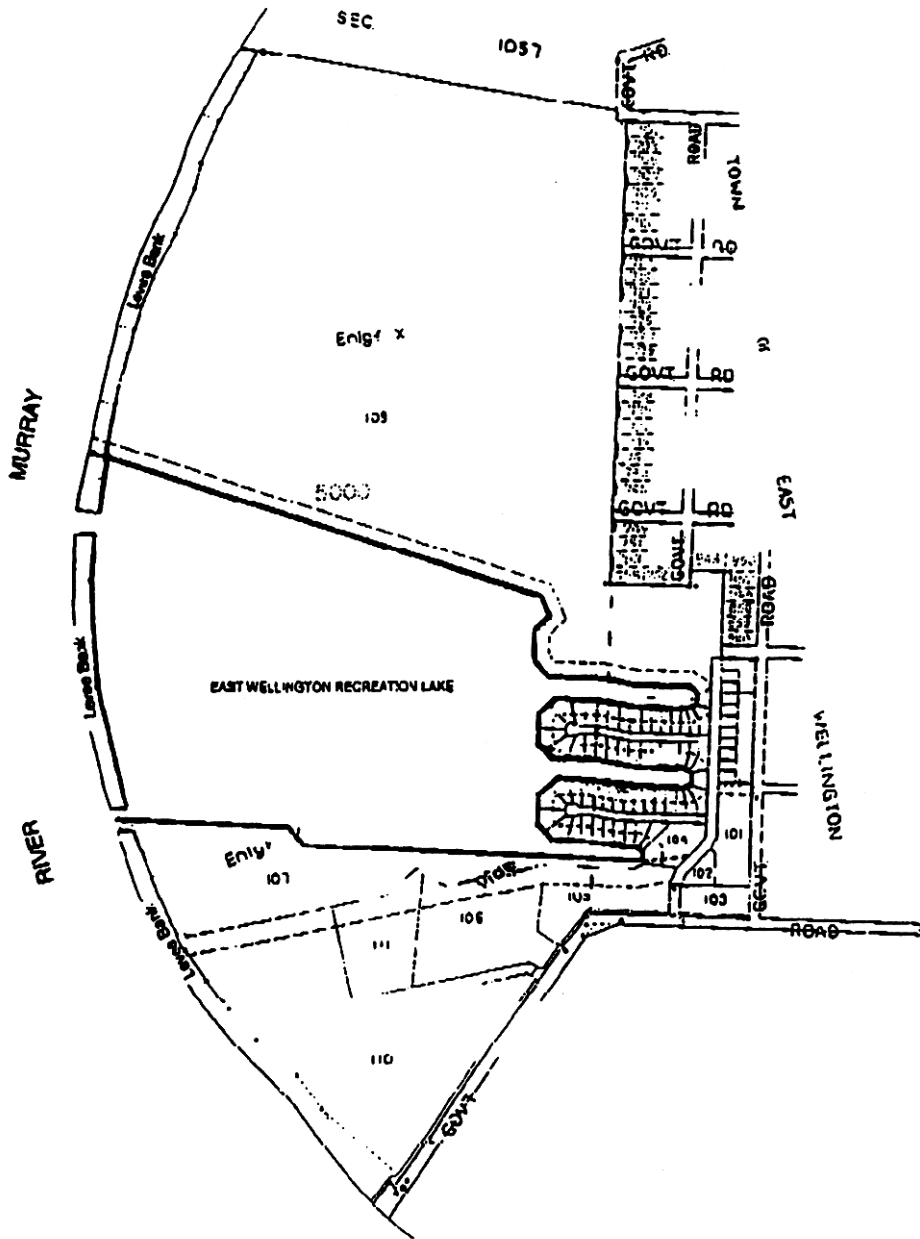 SEC
1057
GOVT
RD
ROAD
TOWN
GOVT RD
Levee Bank
GOVT RD
109
MURRAY
5000
GOVT RD
EAST
GOVT
ROAD
Levee Bank
EAST WELLINGTON RECREATION LAKE
WELLINGTON
RIVER
104
101
107
102
105
103
GOVT
106
ROAD
111
Levee Bank
110
GOVT